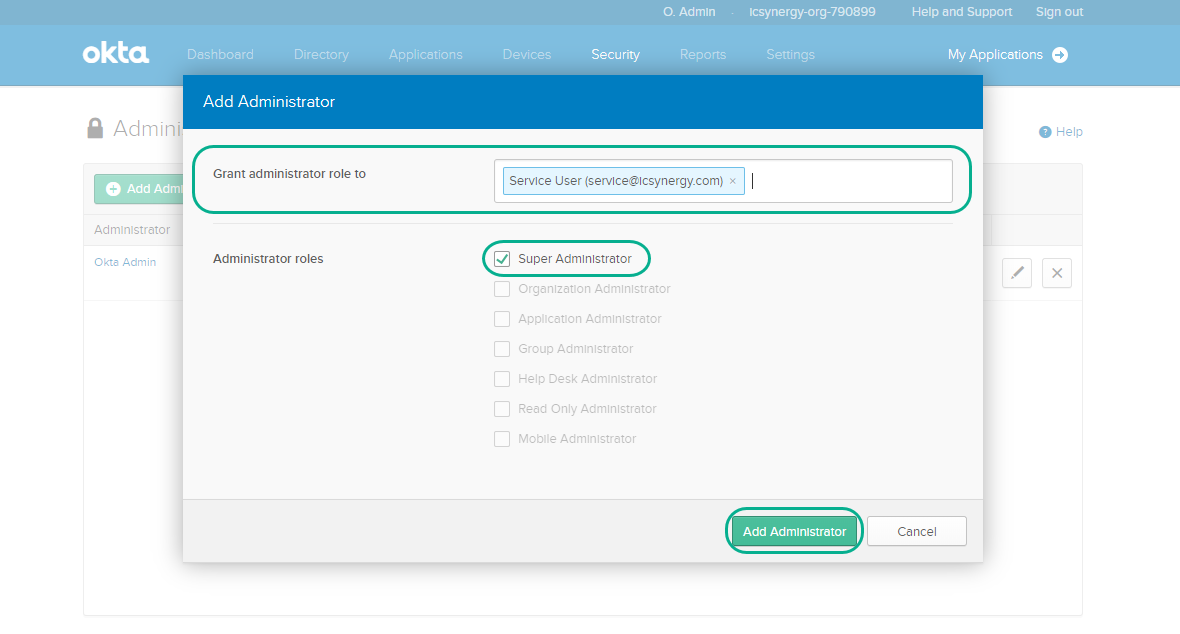 O. Admin - icsynergy-org-790899 Help and Support Sign out
okta Dashboard Directory Applications Devices Security Reports Settings My Applications
Add Administrator
Admini
? Help
Grant administrator role to Service User (service@icsynergy.com) ×
Add Admi
Administrator
Administrator roles Super Administrator
Okta Admin
Organization Administrator
Application Administrator
Group Administrator
Help Desk Administrator
Read Only Administrator
Mobile Administrator
Add Administrator Cancel